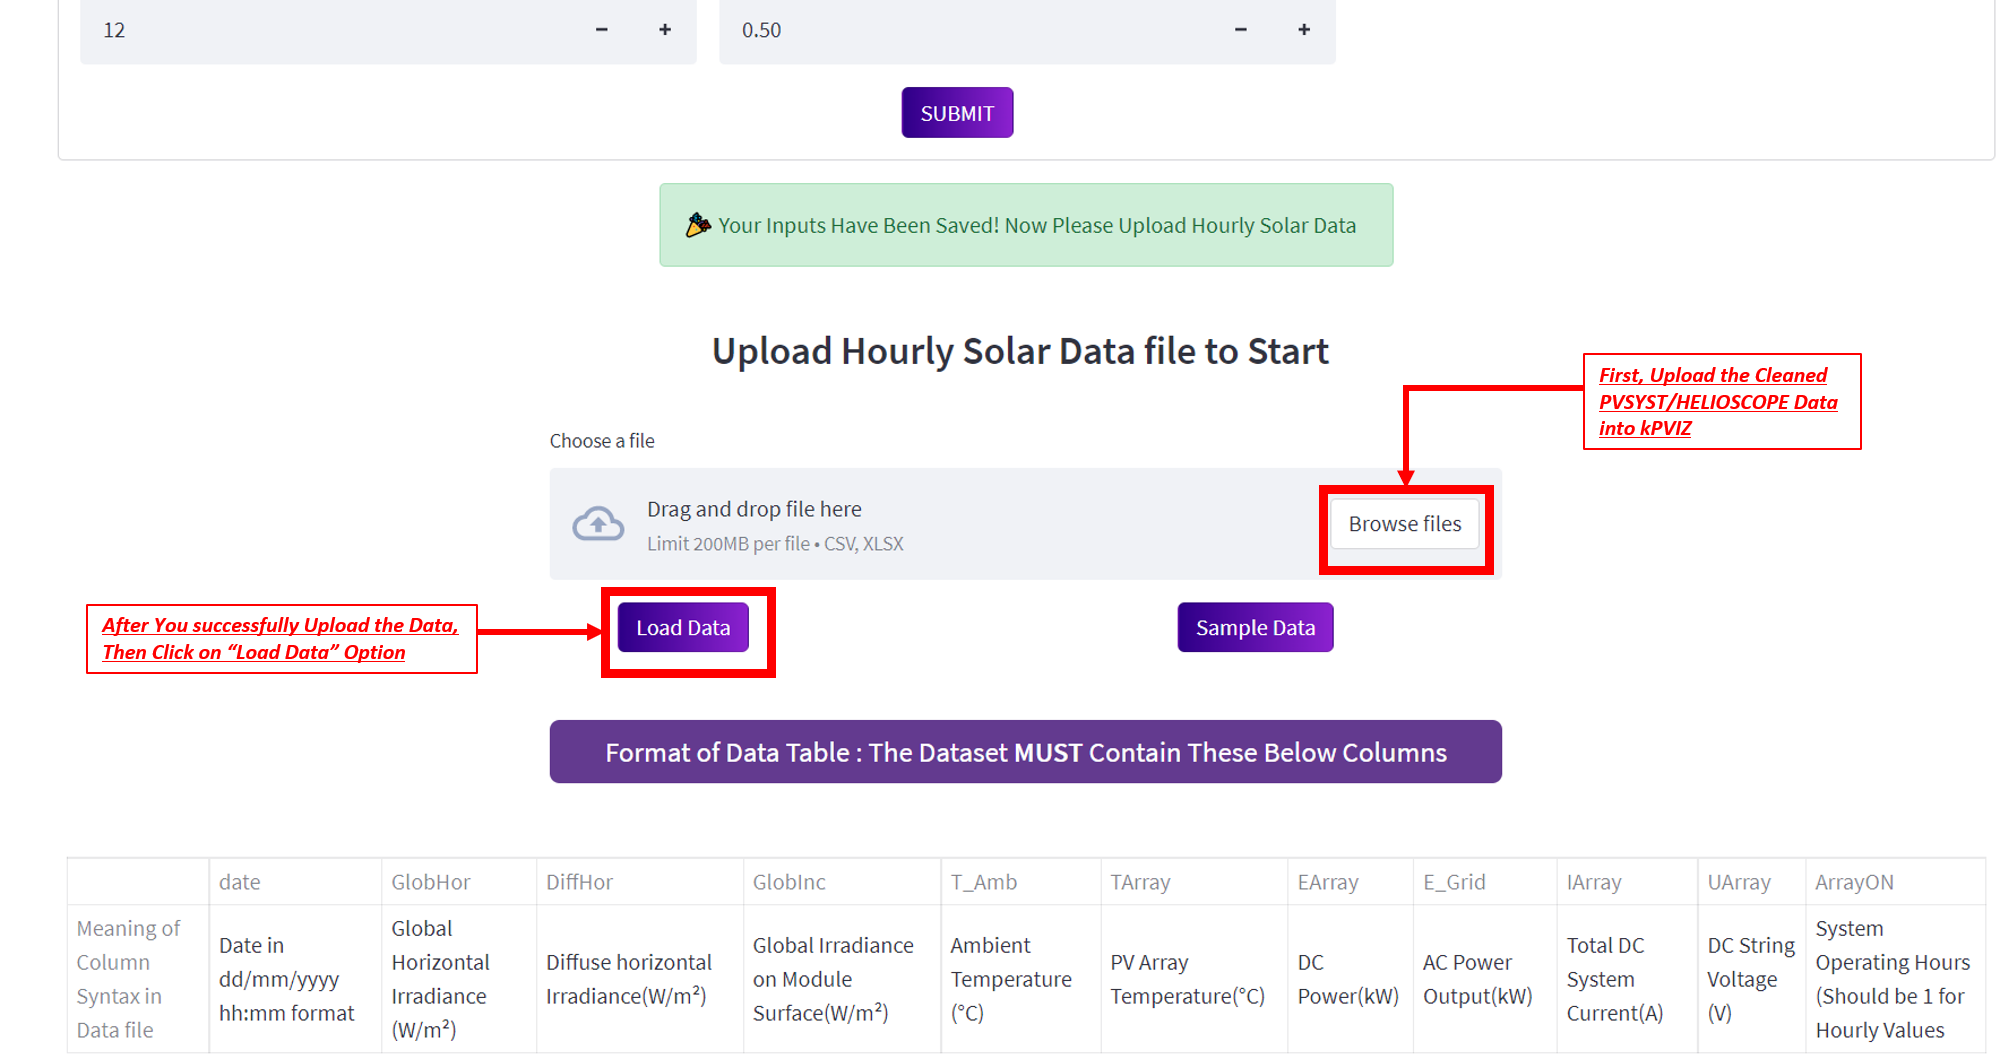 12 − +
0.50 − +
SUBMIT
Your Inputs Have Been Saved! Now Please Upload Hourly Solar Data
Upload Hourly Solar Data file to Start
First, Upload the Cleaned
PVSYST/HELIOSCOPE Data
into kPVIZ
Choose a file
Drag and drop file here
Limit 200MB per file • CSV, XLSX
Browse files
After You successfully Upload the Data,
Then Click on “Load Data” Option
Load Data
Sample Data
Format of Data Table : The Dataset MUST Contain These Below Columns
date
GlobHor
DiffHor
GlobInc
T_Amb
TArray
EArray
E_Grid
IArray
UArray
ArrayON
Meaning of
Column
Syntax in
Data file
Date in
dd/mm/yyyy
hh:mm format
Global
Horizontal
Irradiance
(W/m²)
Diffuse horizontal
Irradiance(W/m²)
Global Irradiance
on Module
Surface(W/m²)
Ambient
Temperature
(°C)
PV Array
Temperature(°C)
DC
Power(kW)
AC Power
Output(kW)
Total DC
System
Current(A)
DC String
Voltage
(V)
System
Operating Hours
(Should be 1 for
Hourly Values